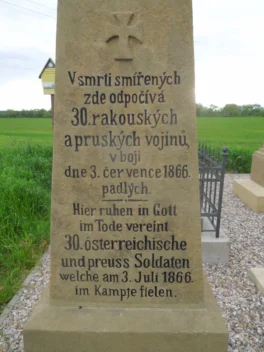 V smrti smířených
zde odpočívá
30. rakouských
a pruských vojínů,
v boji
dne 3. července 1866.
padlých.
Hier ruhen in Gott
im Tode vereint
30. österreichische
und preuss Soldaten
welche am 3. Juli 1866.
im Kampfe fielen.